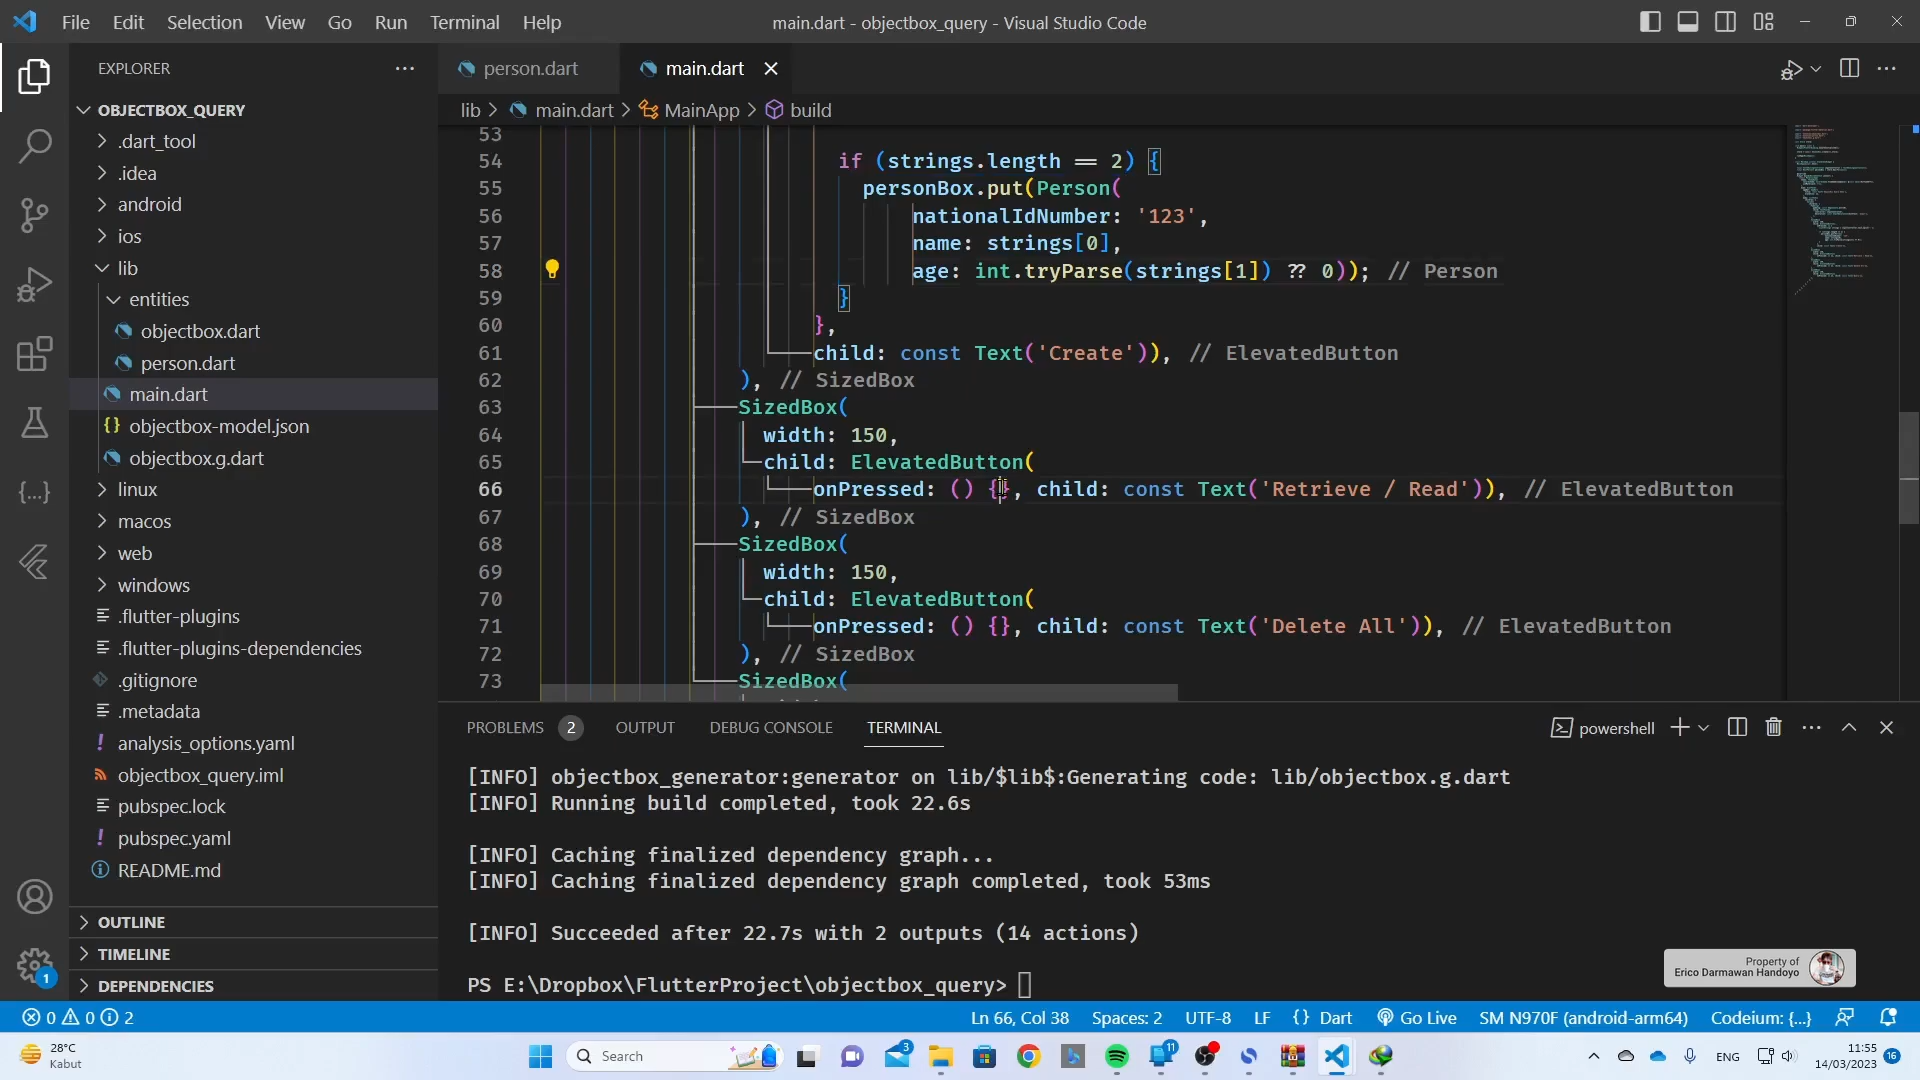 File Edit Selection View Go Run Terminal Help
main.dart - objectbox_query - Visual Studio Code
EXPLORER
OBJECTBOX_QUERY
.dart_tool
.idea
android
ios
lib
entities
objectbox.dart
person.dart
main.dart
{} objectbox-model.json
objectbox.g.dart
linux
macos
web
windows
.flutter-plugins
.flutter-plugins-dependencies
.gitignore
.metadata
! analysis_options.yaml
objectbox_query.iml
pubspec.lock
! pubspec.yaml
README.md
OUTLINE
TIMELINE
DEPENDENCIES
person.dart main.dart
lib > main.dart > MainApp > build
53
54 if (strings.length == 2) {
55 personBox.put(Person(
56 nationalIdNumber: '123',
57 name: strings[0],
58 age: int.tryParse(strings[1]) ?? 0)); // Person
59 }
60 },
61 child: const Text('Create')), // ElevatedButton
62 ), // SizedBox
63 SizedBox(
64 width: 150,
65 child: ElevatedButton(
66 onPressed: () {}, child: const Text('Retrieve / Read')), // ElevatedButton
67 ), // SizedBox
68 SizedBox(
69 width: 150,
70 child: ElevatedButton(
71 onPressed: () {}, child: const Text('Delete All')), // ElevatedButton
72 ), // SizedBox
73 SizedBox(
PROBLEMS 2 OUTPUT DEBUG CONSOLE TERMINAL
powershell
[INFO] objectbox_generator:generator on lib/$lib$:Generating code: lib/objectbox.g.dart
[INFO] Running build completed, took 22.6s
[INFO] Caching finalized dependency graph...
[INFO] Caching finalized dependency graph completed, took 53ms
[INFO] Succeeded after 22.7s with 2 outputs (14 actions)
PS E:\Dropbox\FlutterProject\objectbox_query>
Property of
Erico Darmawan Handoyo
1
0 0 2
Ln 66, Col 38 Spaces: 2 UTF-8 LF {} Dart Go Live SM N970F (android-arm64) Codeium: {...}
28°C
Kabut
Search
3
11
ENG
11:55
14/03/2023
16